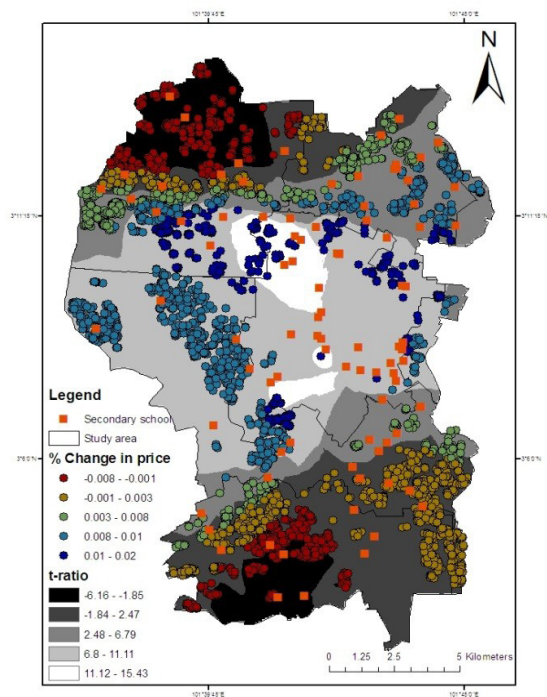 101°39'45"E
101°45'0"E
N
3°11'15"N
3°11'15"N
Legend
Secondary school
Study area
% Change in price
-0.008 - -0.001
-0.001 - 0.003
0.003 - 0.008
0.008 - 0.01
0.01 - 0.02
t-ratio
-6.16 - -1.85
-1.84 - 2.47
2.48 - 6.79
6.8 - 11.11
11.12 - 15.43
3°6'0"N
3°6'0"N
0 1.25 2.5 5 Kilometers
101°39'45"E
101°45'0"E